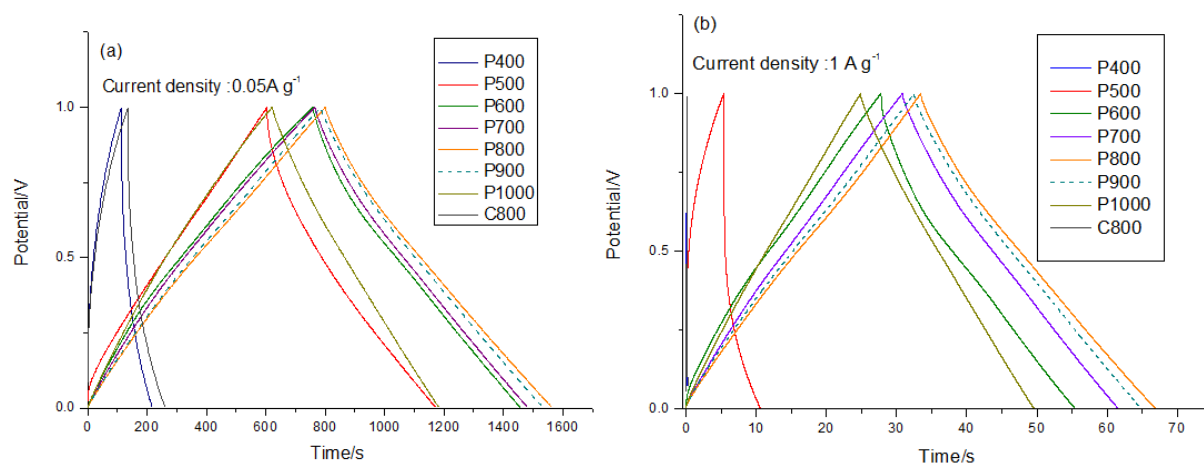 (a)
Current density :0.05A g⁻¹
P400
P500
P600
P700
P800
P900
P1000
C800
Potential/V
1.0
0.5
0.0
0 200 400 600 800 1000 1200 1400 1600
Time/s
(b)
Current density :1 A g⁻¹
P400
P500
P600
P700
P800
P900
P1000
C800
Potential/V
1.0
0.5
0.0
0 10 20 30 40 50 60 70
Time/s